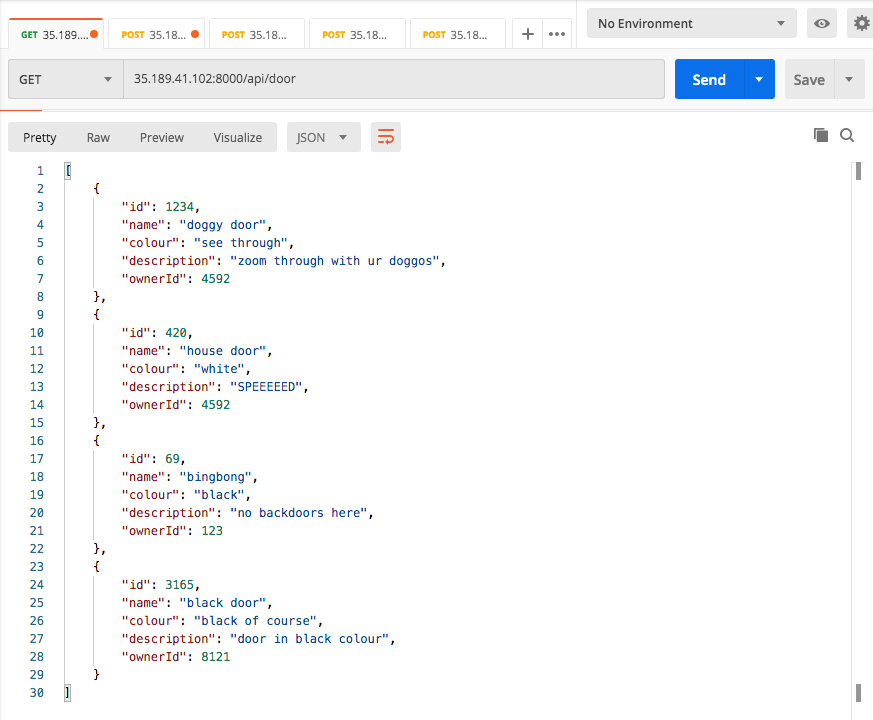 GET 35.189.... POST 35.18... POST 35.18... POST 35.18... POST 35.18... + ••• No Environment
GET 35.189.41.102:8000/api/door Send Save
Pretty Raw Preview Visualize JSON
1 [
2 {
3 "id": 1234,
4 "name": "doggy door",
5 "colour": "see through",
6 "description": "zoom through with ur doggos",
7 "ownerId": 4592
8 },
9 {
10 "id": 420,
11 "name": "house door",
12 "colour": "white",
13 "description": "SPEEEEED",
14 "ownerId": 4592
15 },
16 {
17 "id": 69,
18 "name": "bingbong",
19 "colour": "black",
20 "description": "no backdoors here",
21 "ownerId": 123
22 },
23 {
24 "id": 3165,
25 "name": "black door",
26 "colour": "black of course",
27 "description": "door in black colour",
28 "ownerId": 8121
29 }
30 ]